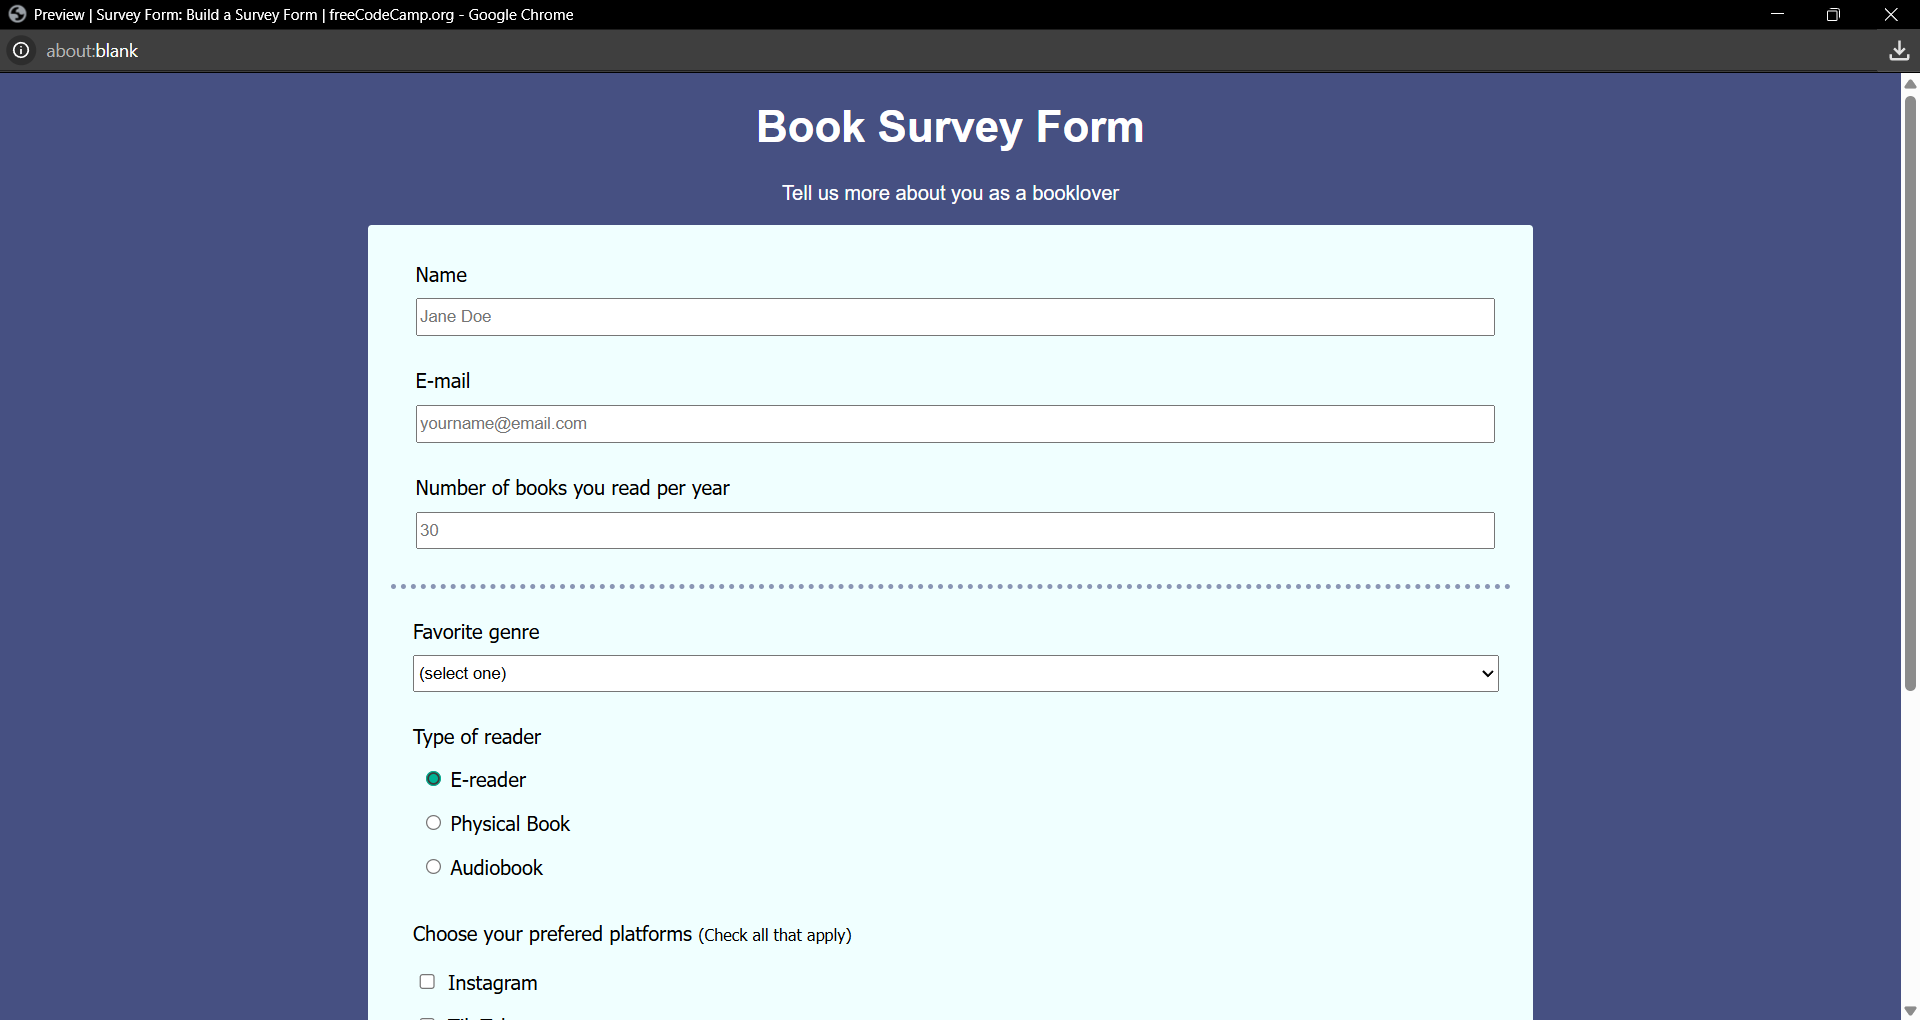 Preview | Survey Form: Build a Survey Form | freeCodeCamp.org - Google Chrome
about:blank
Book Survey Form
Tell us more about you as a booklover
Name
Jane Doe
E-mail
yourname@email.com
Number of books you read per year
30
Favorite genre
(select one)
Type of reader
E-reader
Physical Book
Audiobook
Choose your prefered platforms (Check all that apply)
Instagram